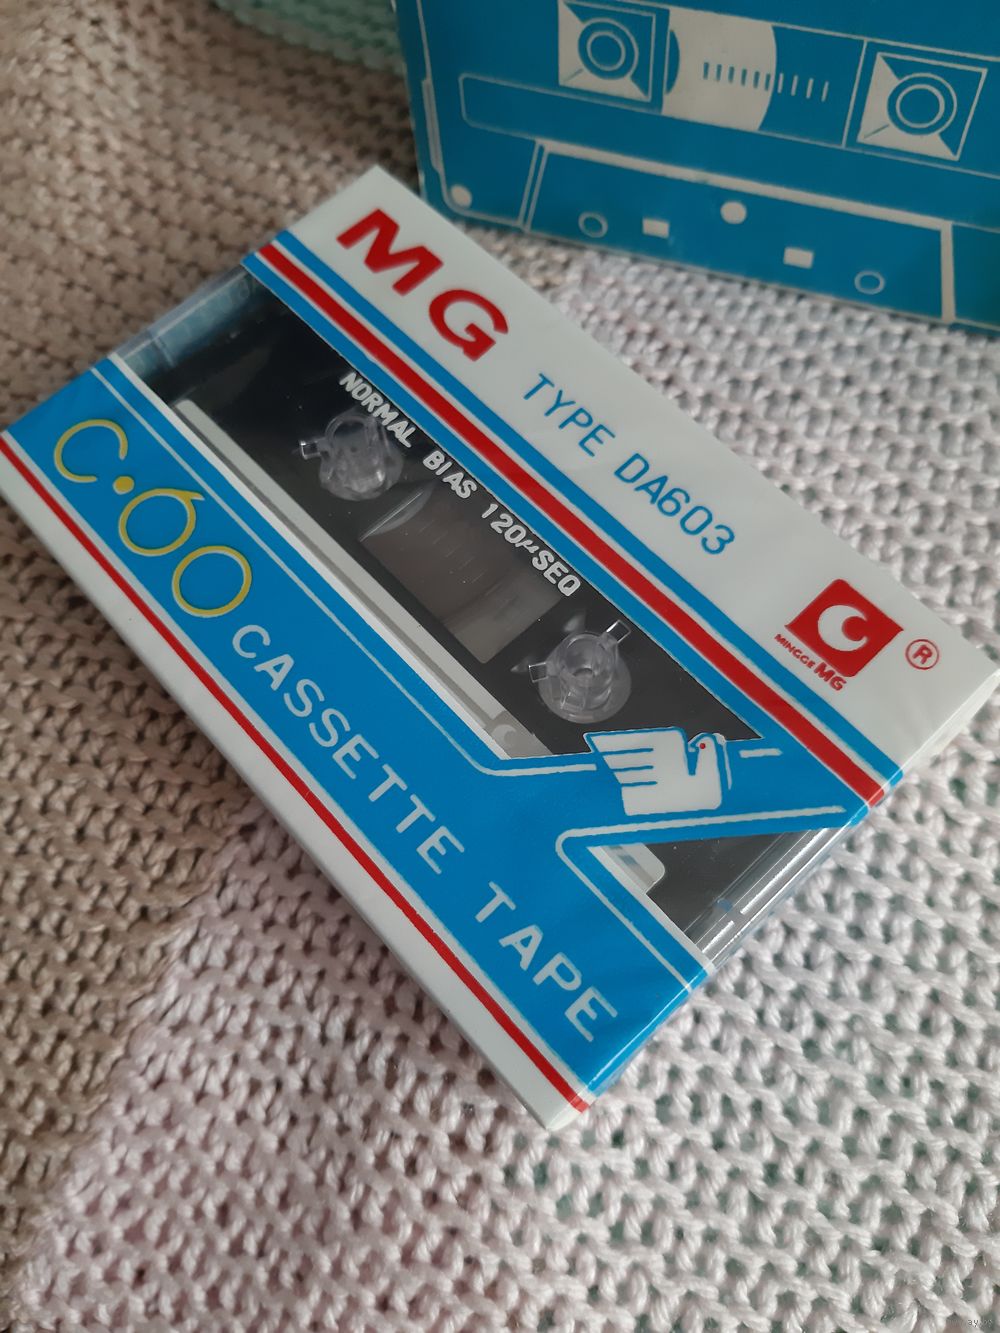 MG
TYPE DA603
MINGGE MG
®
NORMAL BIAS 120μSEQ
C·60 CASSETTE TAPE